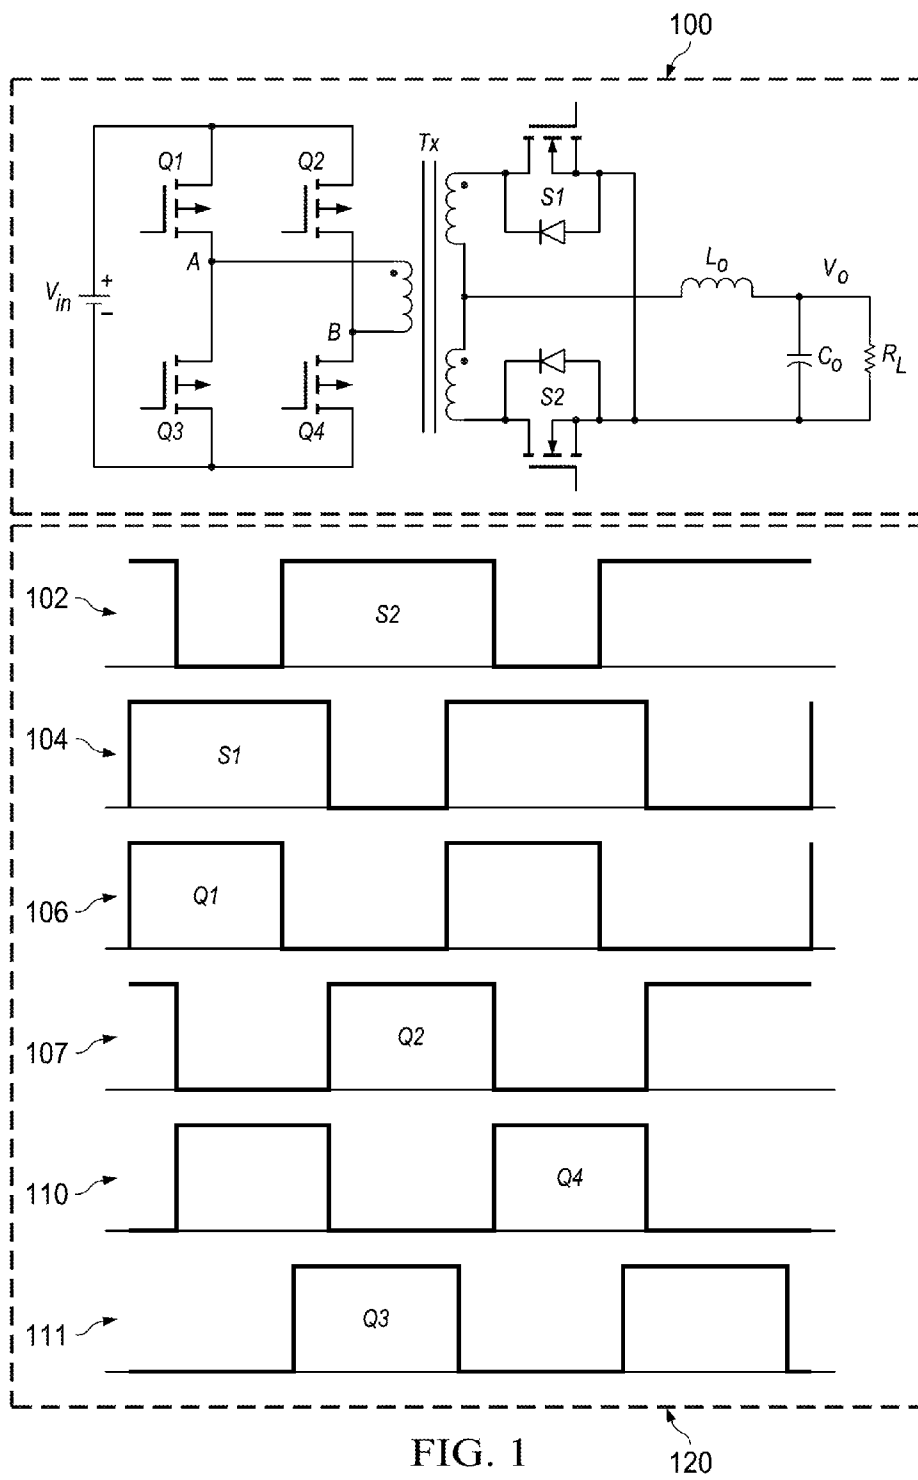 100
Q1
Q2
Tx
S1
A
Vin
+
–
B
Lo
Vo
Co
RL
S2
Q3
Q4
102
S2
104
S1
106
Q1
107
Q2
110
Q4
111
Q3
FIG. 1
120